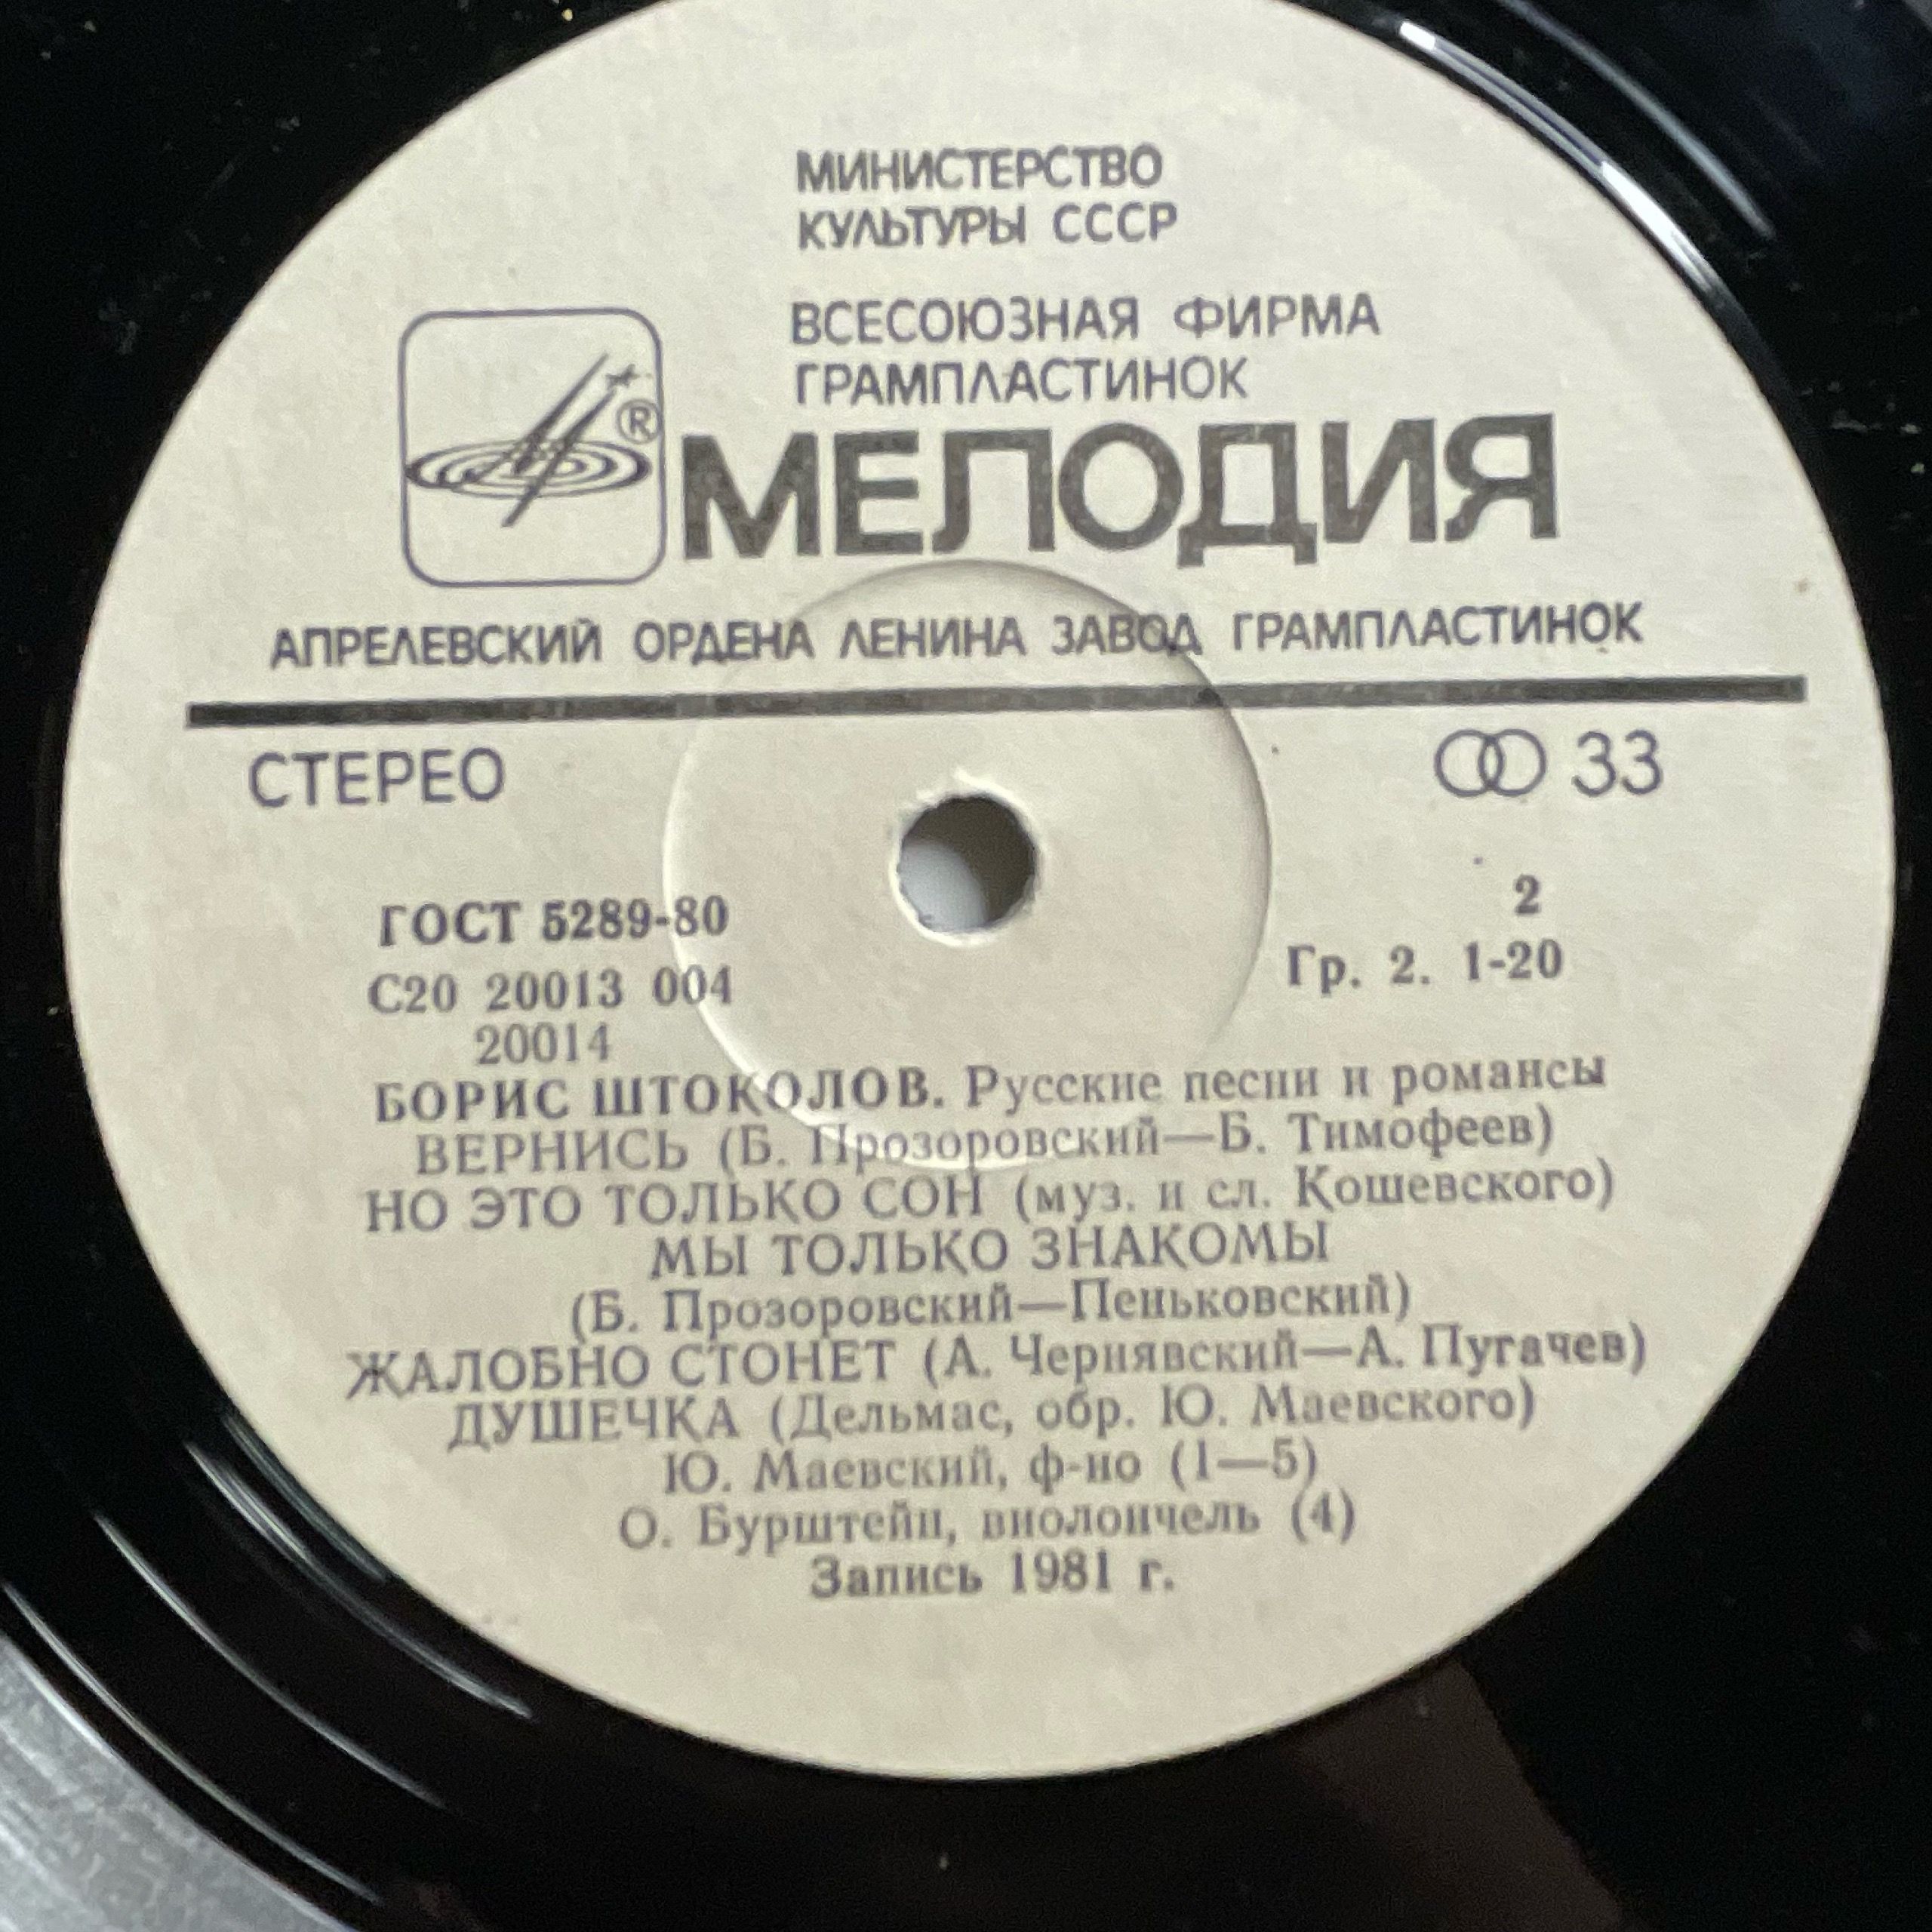 МИНИСТЕРСТВО
КУЛЬТУРЫ СССР
ВСЕСОЮЗНАЯ ФИРМА
ГРАМПЛАСТИНОК
®
МЕЛОДИЯ
АПРЕЛЕВСКИЙ ОРДЕНА ЛЕНИНА ЗАВОД ГРАМПЛАСТИНОК
СТЕРЕО
33
ГОСТ 5289-80
2
С20 20013 004
Гр. 2. 1-20
20014
БОРИС ШТОКОЛОВ. Русские песни и романсы
ВЕРНИСЬ (Б. Прозоровский—Б. Тимофеев)
НО ЭТО ТОЛЬКО СОН (муз. и сл. Кошевского)
МЫ ТОЛЬКО ЗНАКОМЫ
(Б. Прозоровский—Пеньковский)
ЖАЛОБНО СТОНЕТ (А. Чернявский—А. Пугачев)
ДУШЕЧКА (Дельмас, обр. Ю. Маевского)
Ю. Маевский, ф-но (1—5)
О. Бурштейн, виолончель (4)
Запись 1981 г.